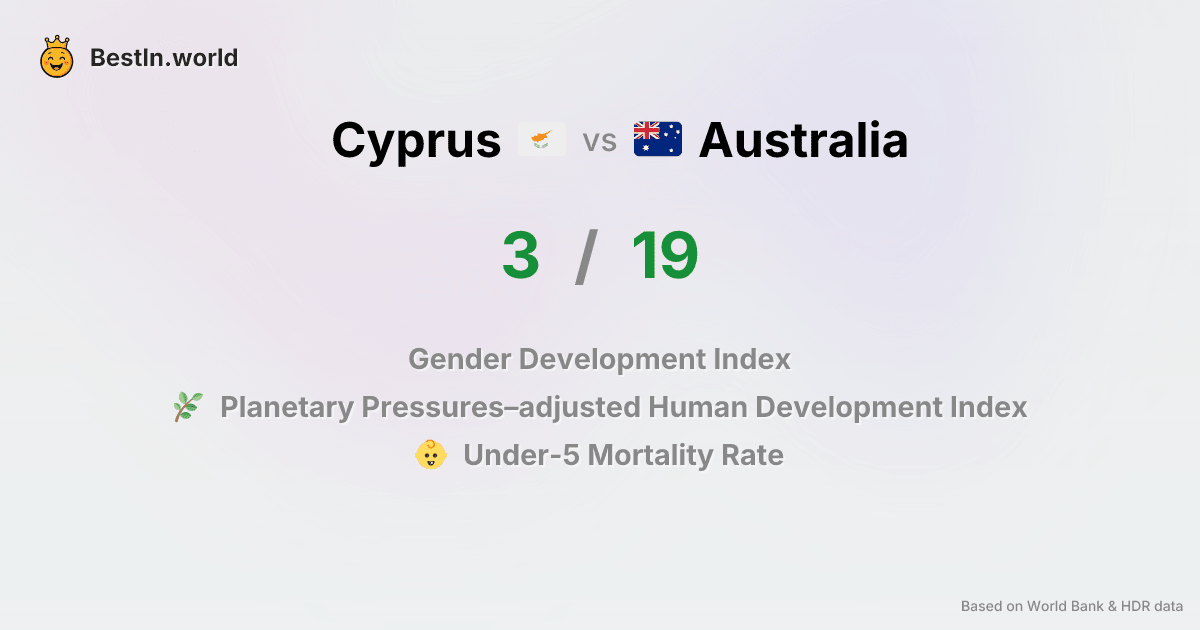 BestIn.world
Cyprus vs Australia
3 / 19
Gender Development Index
Planetary Pressures–adjusted Human Development Index
Under-5 Mortality Rate
Based on World Bank & HDR data